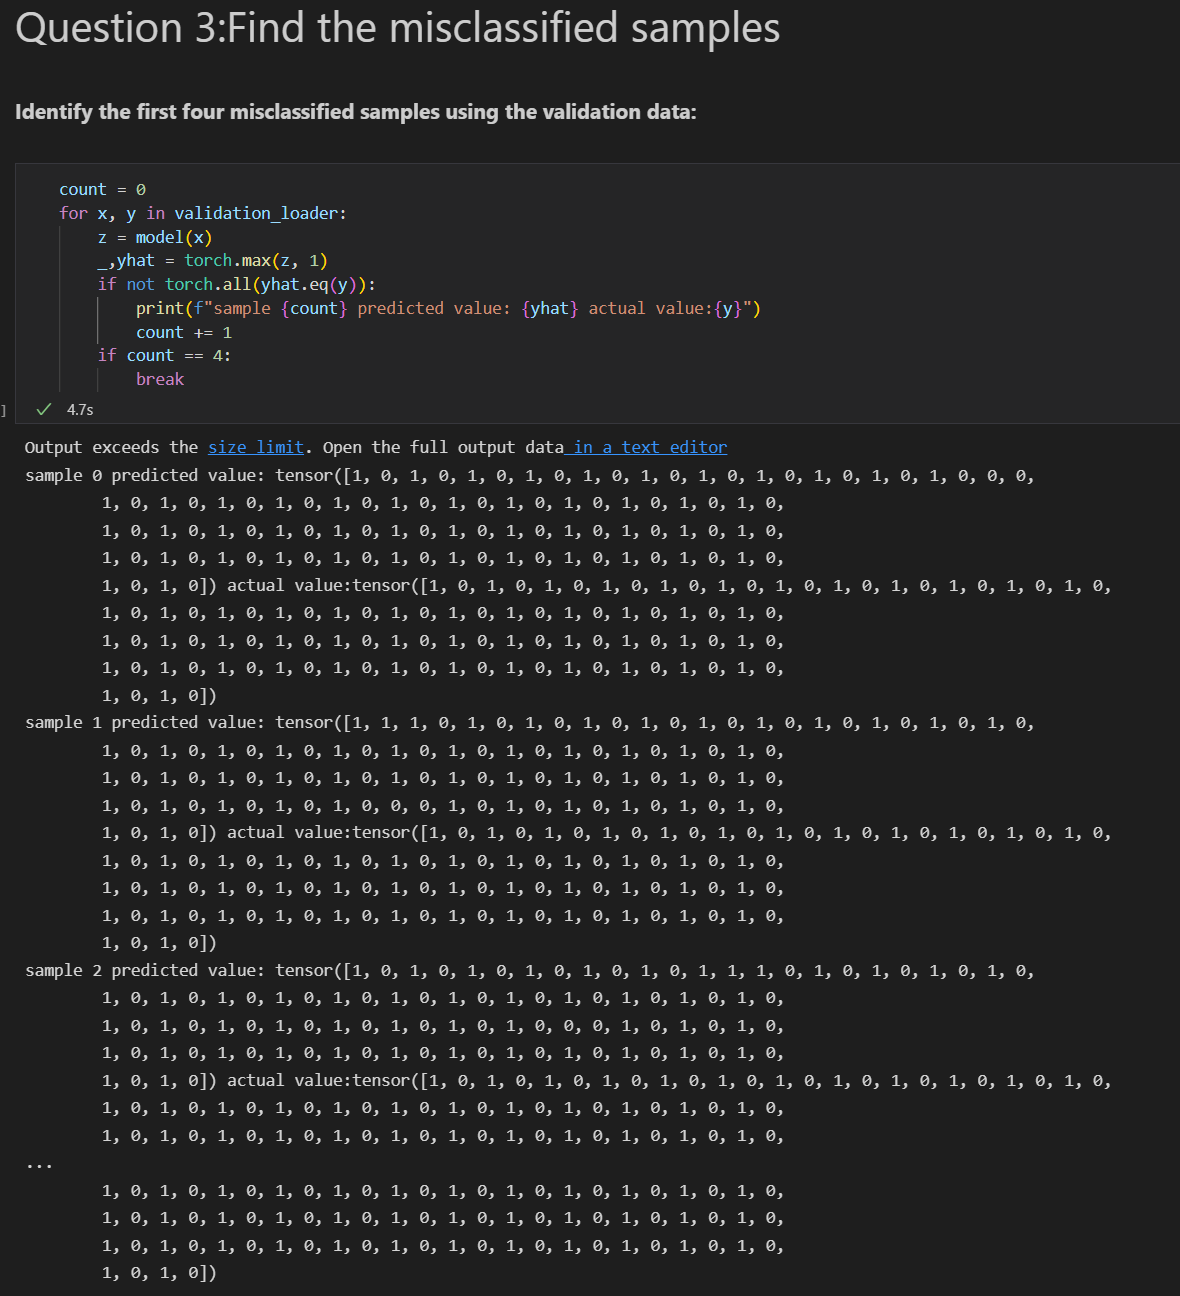 Question 3:Find the misclassified samples
Identify the first four misclassified samples using the validation data:
count = 0
for x, y in validation_loader:
    z = model(x)
    _,yhat = torch.max(z, 1)
    if not torch.all(yhat.eq(y)):
        print(f"sample {count} predicted value: {yhat} actual value:{y}")
        count += 1
    if count == 4:
        break
] ✓ 4.7s
Output exceeds the size limit. Open the full output data in a text editor
sample 0 predicted value: tensor([1, 0, 1, 0, 1, 0, 1, 0, 1, 0, 1, 0, 1, 0, 1, 0, 1, 0, 1, 0, 1, 0, 0, 0,
        1, 0, 1, 0, 1, 0, 1, 0, 1, 0, 1, 0, 1, 0, 1, 0, 1, 0, 1, 0, 1, 0, 1, 0,
        1, 0, 1, 0, 1, 0, 1, 0, 1, 0, 1, 0, 1, 0, 1, 0, 1, 0, 1, 0, 1, 0, 1, 0,
        1, 0, 1, 0, 1, 0, 1, 0, 1, 0, 1, 0, 1, 0, 1, 0, 1, 0, 1, 0, 1, 0, 1, 0,
        1, 0, 1, 0]) actual value:tensor([1, 0, 1, 0, 1, 0, 1, 0, 1, 0, 1, 0, 1, 0, 1, 0, 1, 0, 1, 0, 1, 0, 1, 0,
        1, 0, 1, 0, 1, 0, 1, 0, 1, 0, 1, 0, 1, 0, 1, 0, 1, 0, 1, 0, 1, 0, 1, 0,
        1, 0, 1, 0, 1, 0, 1, 0, 1, 0, 1, 0, 1, 0, 1, 0, 1, 0, 1, 0, 1, 0, 1, 0,
        1, 0, 1, 0, 1, 0, 1, 0, 1, 0, 1, 0, 1, 0, 1, 0, 1, 0, 1, 0, 1, 0, 1, 0,
        1, 0, 1, 0])
sample 1 predicted value: tensor([1, 1, 1, 0, 1, 0, 1, 0, 1, 0, 1, 0, 1, 0, 1, 0, 1, 0, 1, 0, 1, 0, 1, 0,
        1, 0, 1, 0, 1, 0, 1, 0, 1, 0, 1, 0, 1, 0, 1, 0, 1, 0, 1, 0, 1, 0, 1, 0,
        1, 0, 1, 0, 1, 0, 1, 0, 1, 0, 1, 0, 1, 0, 1, 0, 1, 0, 1, 0, 1, 0, 1, 0,
        1, 0, 1, 0, 1, 0, 1, 0, 1, 0, 0, 0, 1, 0, 1, 0, 1, 0, 1, 0, 1, 0, 1, 0,
        1, 0, 1, 0]) actual value:tensor([1, 0, 1, 0, 1, 0, 1, 0, 1, 0, 1, 0, 1, 0, 1, 0, 1, 0, 1, 0, 1, 0, 1, 0,
        1, 0, 1, 0, 1, 0, 1, 0, 1, 0, 1, 0, 1, 0, 1, 0, 1, 0, 1, 0, 1, 0, 1, 0,
        1, 0, 1, 0, 1, 0, 1, 0, 1, 0, 1, 0, 1, 0, 1, 0, 1, 0, 1, 0, 1, 0, 1, 0,
        1, 0, 1, 0, 1, 0, 1, 0, 1, 0, 1, 0, 1, 0, 1, 0, 1, 0, 1, 0, 1, 0, 1, 0,
        1, 0, 1, 0])
sample 2 predicted value: tensor([1, 0, 1, 0, 1, 0, 1, 0, 1, 0, 1, 0, 1, 1, 1, 0, 1, 0, 1, 0, 1, 0, 1, 0,
        1, 0, 1, 0, 1, 0, 1, 0, 1, 0, 1, 0, 1, 0, 1, 0, 1, 0, 1, 0, 1, 0, 1, 0,
        1, 0, 1, 0, 1, 0, 1, 0, 1, 0, 1, 0, 1, 0, 1, 0, 0, 0, 1, 0, 1, 0, 1, 0,
        1, 0, 1, 0, 1, 0, 1, 0, 1, 0, 1, 0, 1, 0, 1, 0, 1, 0, 1, 0, 1, 0, 1, 0,
        1, 0, 1, 0]) actual value:tensor([1, 0, 1, 0, 1, 0, 1, 0, 1, 0, 1, 0, 1, 0, 1, 0, 1, 0, 1, 0, 1, 0, 1, 0,
        1, 0, 1, 0, 1, 0, 1, 0, 1, 0, 1, 0, 1, 0, 1, 0, 1, 0, 1, 0, 1, 0, 1, 0,
        1, 0, 1, 0, 1, 0, 1, 0, 1, 0, 1, 0, 1, 0, 1, 0, 1, 0, 1, 0, 1, 0, 1, 0,
...
        1, 0, 1, 0, 1, 0, 1, 0, 1, 0, 1, 0, 1, 0, 1, 0, 1, 0, 1, 0, 1, 0, 1, 0,
        1, 0, 1, 0, 1, 0, 1, 0, 1, 0, 1, 0, 1, 0, 1, 0, 1, 0, 1, 0, 1, 0, 1, 0,
        1, 0, 1, 0, 1, 0, 1, 0, 1, 0, 1, 0, 1, 0, 1, 0, 1, 0, 1, 0, 1, 0, 1, 0,
        1, 0, 1, 0])